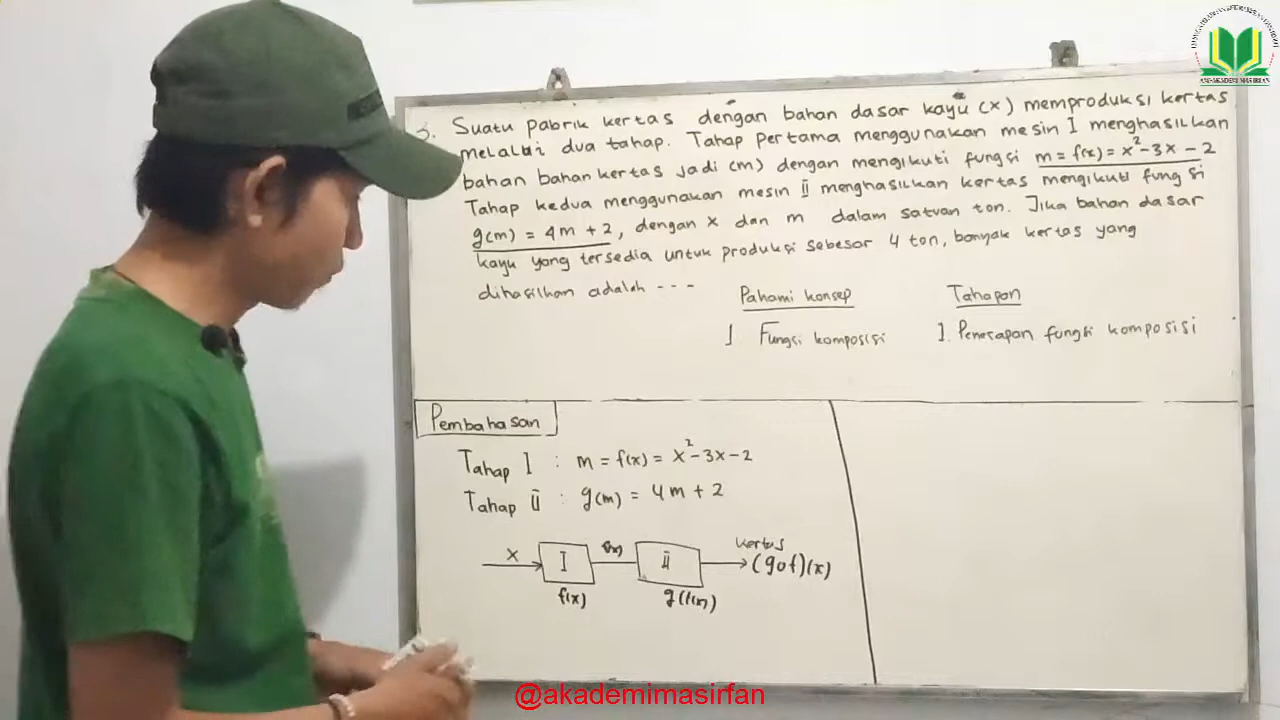 3. Suatu pabrik kertas dengan bahan dasar kayu (x) memproduksi kertas
melalui dua tahap. Tahap pertama menggunakan mesin I menghasilkan
bahan bahan kertas jadi (m) dengan mengikuti fungsi m = f(x) = x² - 3x - 2
Tahap kedua menggunakan mesin II menghasilkan kertas mengikuti fungsi
g(m) = 4m + 2, dengan x dan m dalam satuan ton. Jika bahan dasar
kayu yang tersedia untuk produksi sebesar 4 ton, banyak kertas yang
dihasilkan adalah ---
Pahami konsep
1. Fungsi komposisi
Tahapan
1. Penerapan fungsi komposisi
Pembahasan
Tahap I : m = f(x) = x² - 3x - 2
Tahap II : g(m) = 4m + 2
x I f(x) II kertas (gof)(x)
f(x) g(f(x))
@akademimasirfan